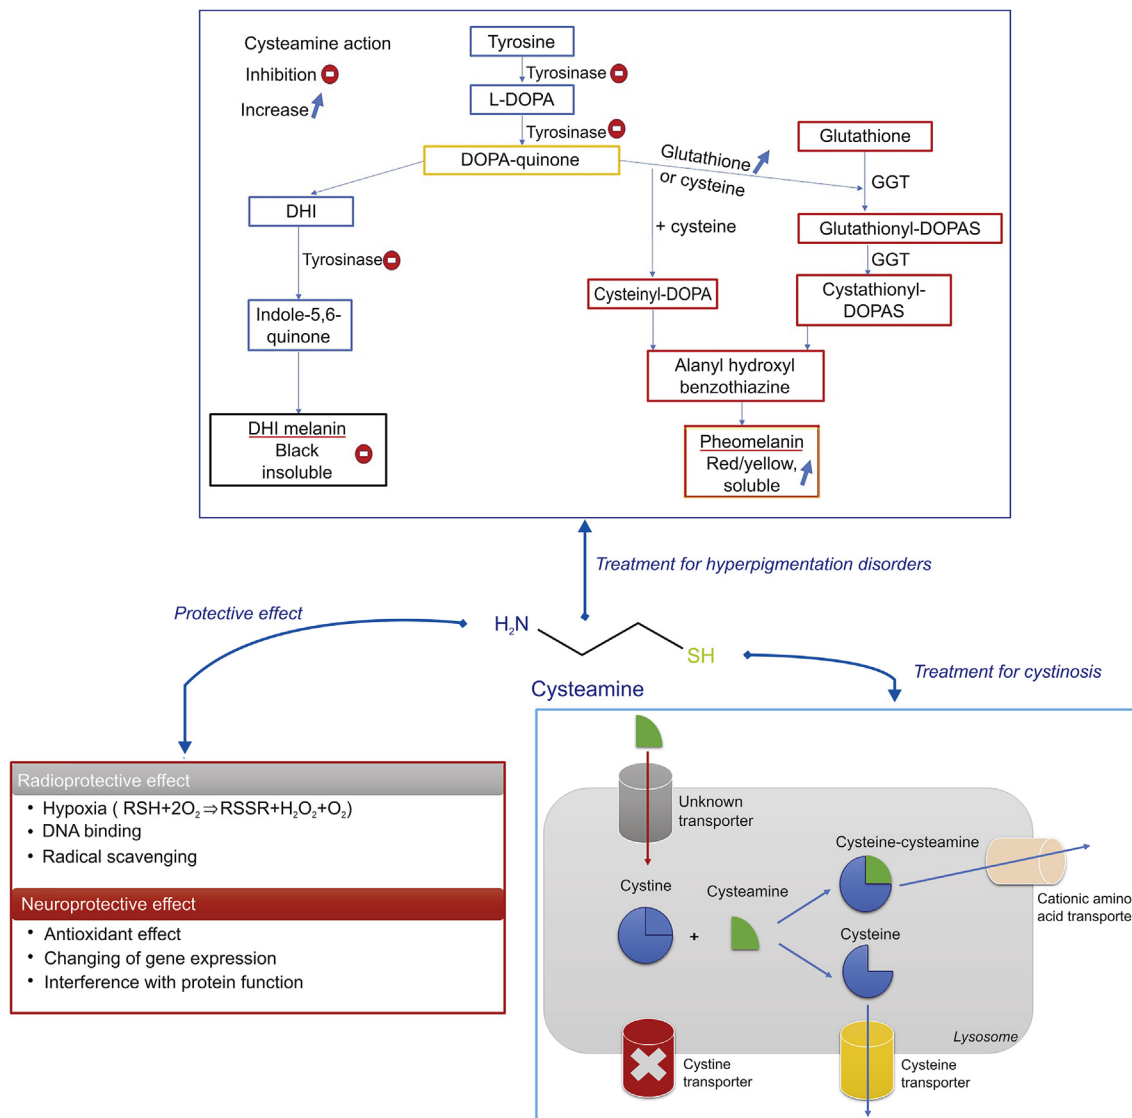 Cysteamine action
Inhibition
Increase
Tyrosine
Tyrosinase
L-DOPA
Tyrosinase
DOPA-quinone
Glutathione
or cysteine
Glutathione
GGT
DHI
+ cysteine
Glutathionyl-DOPAS
Tyrosinase
GGT
Cysteinyl-DOPA
Cystathionyl-
DOPAS
Indole-5,6-
quinone
Alanyl hydroxyl
benzothiazine
DHI melanin
Black
insoluble
Pheomelanin
Red/yellow,
soluble
Treatment for hyperpigmentation disorders
Protective effect
H₂N
SH
Treatment for cystinosis
Cysteamine
Radioprotective effect
• Hypoxia ( RSH+2O₂⇒RSSR+H₂O₂+O₂)
• DNA binding
• Radical scavenging
Neuroprotective effect
• Antioxidant effect
• Changing of gene expression
• Interference with protein function
Unknown
transporter
Cysteine-cysteamine
Cystine
Cysteamine
+
Cationic amino
acid transporte
Cysteine
Lysosome
Cystine
transporter
Cysteine
transporter